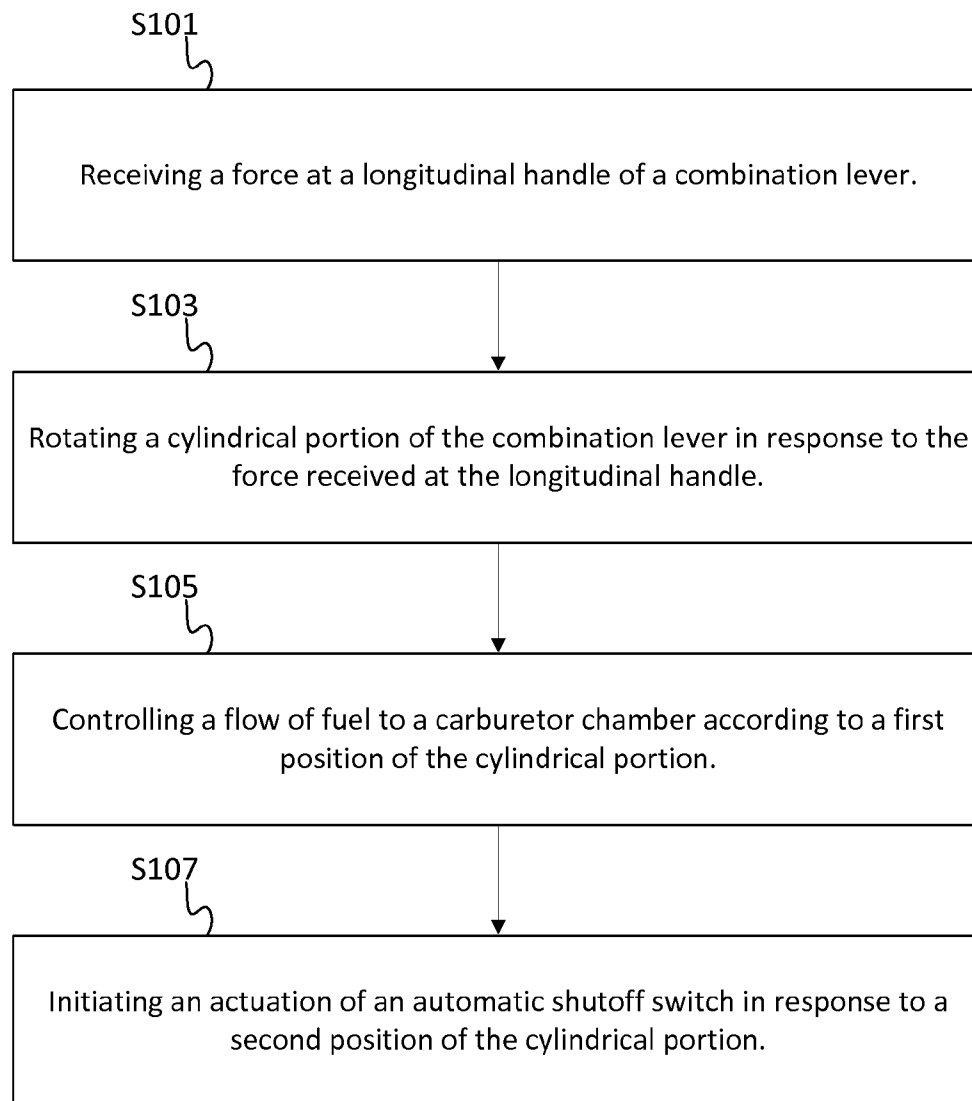 S101
Receiving a force at a longitudinal handle of a combination lever.
S103
Rotating a cylindrical portion of the combination lever in response to the
force received at the longitudinal handle.
S105
Controlling a flow of fuel to a carburetor chamber according to a first
position of the cylindrical portion.
S107
Initiating an actuation of an automatic shutoff switch in response to a
second position of the cylindrical portion.